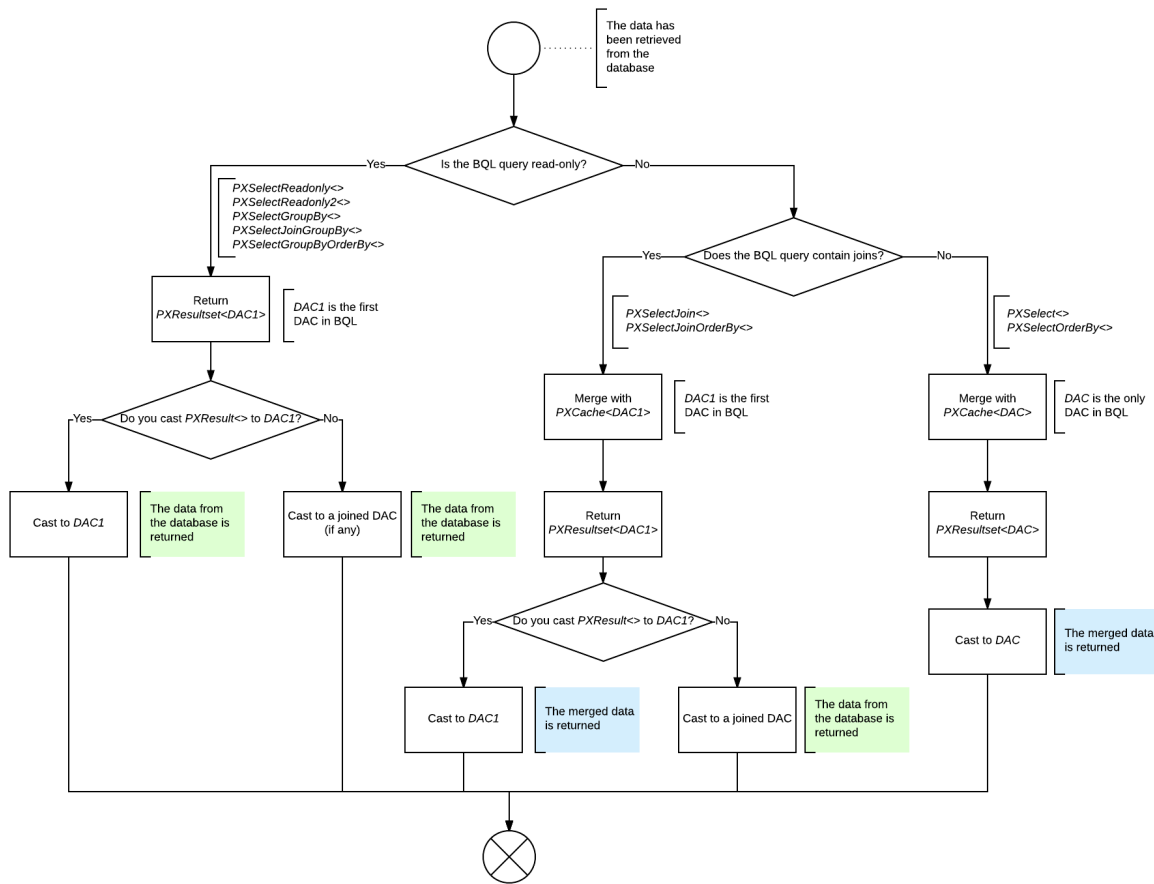 The data has
been retrieved
from the
database
Is the BQL query read-only?
Yes
No
PXSelectReadonly<>
PXSelectReadonly2<>
PXSelectGroupBy<>
PXSelectJoinGroupBy<>
PXSelectGroupByOrderBy<>
Does the BQL query contain joins?
Yes
No
Return
PXResultset<DAC1>
DAC1 is the first
DAC in BQL
PXSelectJoin<>
PXSelectJoinOrderBy<>
PXSelect<>
PXSelectOrderBy<>
Merge with
PXCache<DAC1>
DAC1 is the first
DAC in BQL
Merge with
PXCache<DAC>
DAC is the only
DAC in BQL
Do you cast PXResult<> to DAC1?
Yes
No
Cast to DAC1
The data from
the database is
returned
Cast to a joined DAC
(if any)
The data from
the database is
returned
Return
PXResultset<DAC1>
Return
PXResultset<DAC>
Do you cast PXResult<> to DAC1?
Yes
No
Cast to DAC
The merged data
is returned
Cast to DAC1
The merged data
is returned
Cast to a joined DAC
The data from
the database is
returned